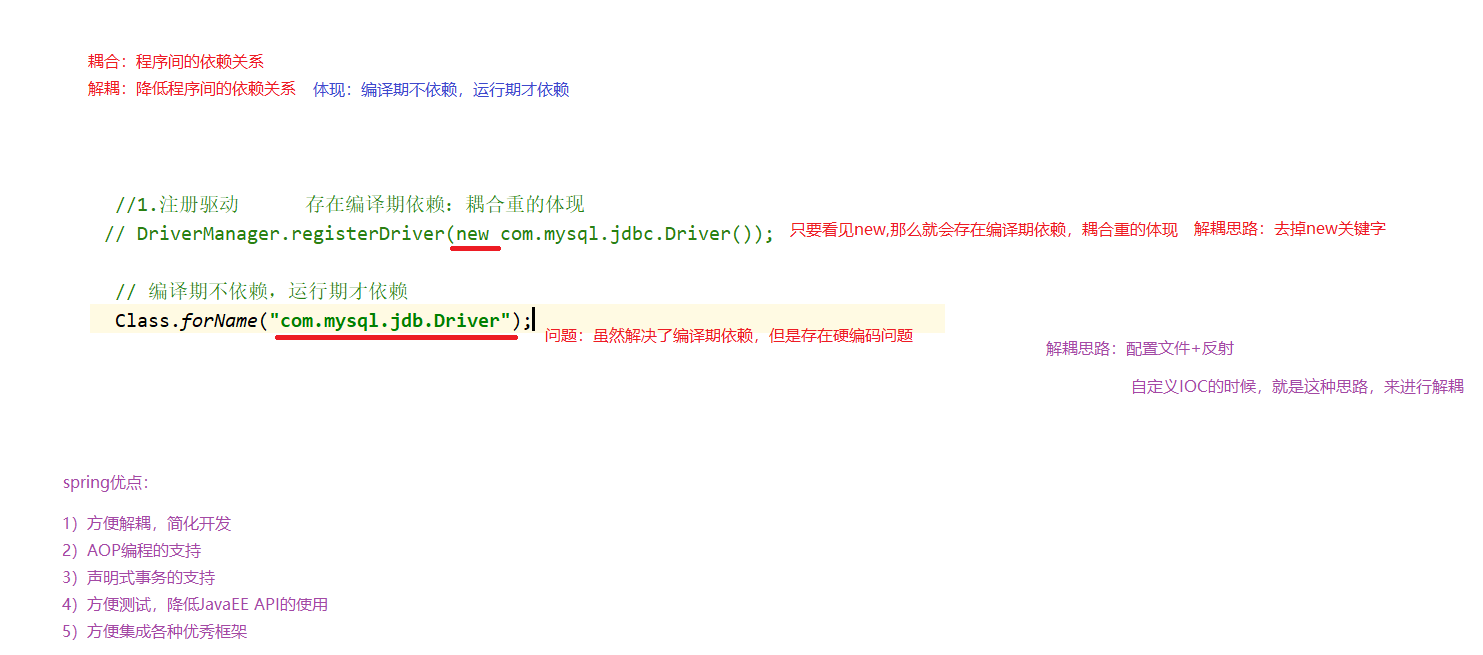 耦合：程序间的依赖关系
解耦：降低程序间的依赖关系 体现：编译期不依赖，运行期才依赖
//1.注册驱动 存在编译期依赖：耦合重的体现
// DriverManager.registerDriver(new com.mysql.jdbc.Driver()); 只要看见new,那么就会存在编译期依赖，耦合重的体现 解耦思路：去掉new关键字
// 编译期不依赖，运行期才依赖
Class.forName("com.mysql.jdb.Driver");
问题：虽然解决了编译期依赖，但是存在硬编码问题
解耦思路：配置文件+反射
自定义IOC的时候，就是这种思路，来进行解耦
spring优点：
1）方便解耦，简化开发
2）AOP编程的支持
3）声明式事务的支持
4）方便测试，降低JavaEE API的使用
5）方便集成各种优秀框架